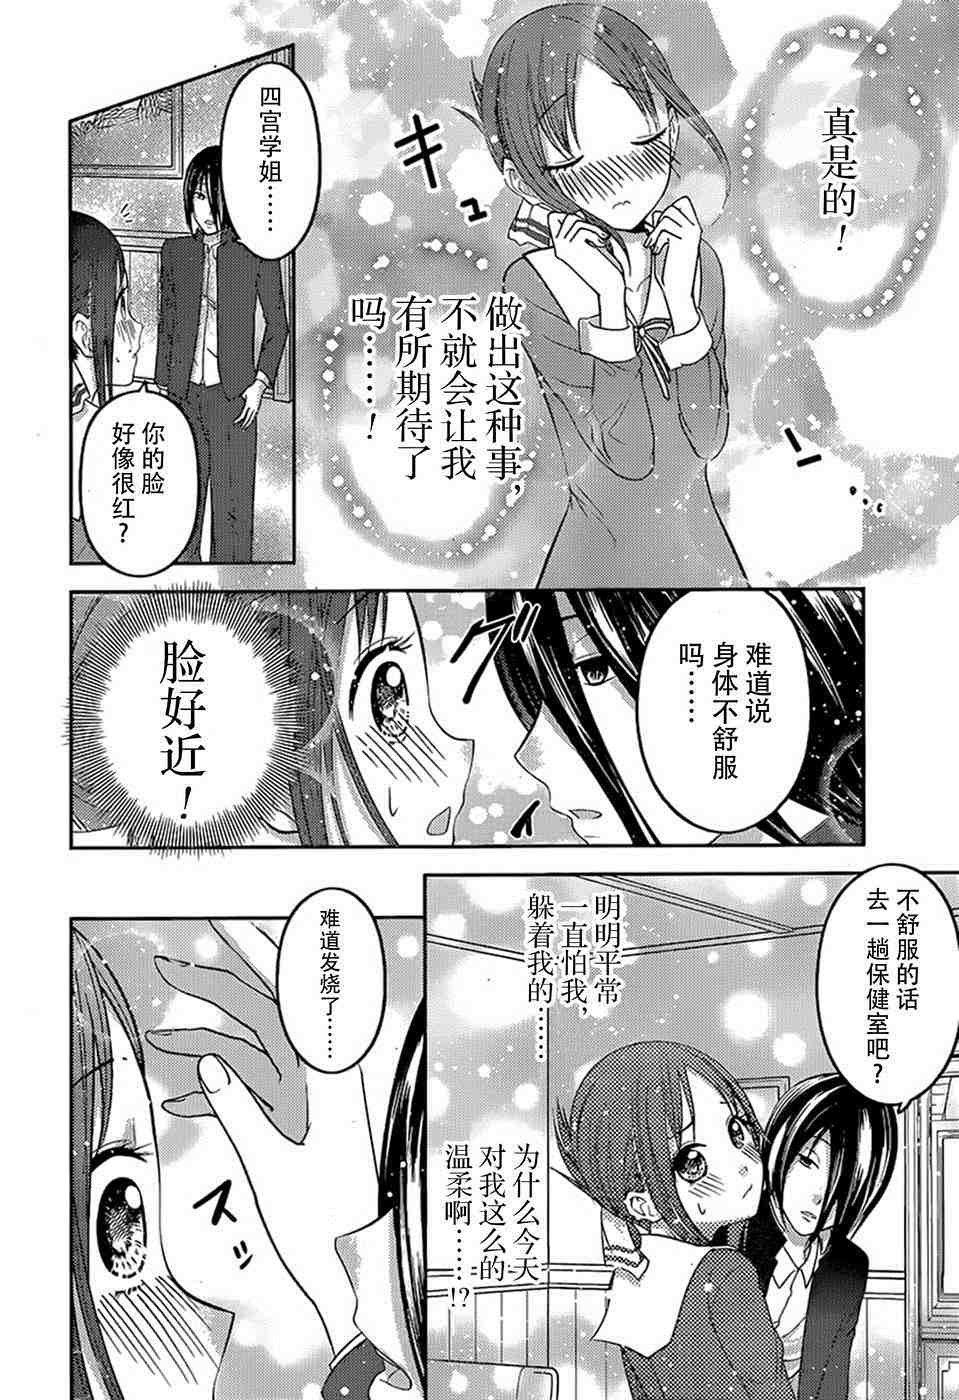 真是的！
做出这种事，
不就会让我
有所期待了
吗……！
四宫学姐……
你的脸
好像很红？
难道说
身体不舒服
吗……
脸好近！
不舒服的话
去一趟保健室吧？
明明平常
一直怕我，
躲着我的……
为什么今天
对我这么的
温柔啊……!?
难道发烧了……
ス